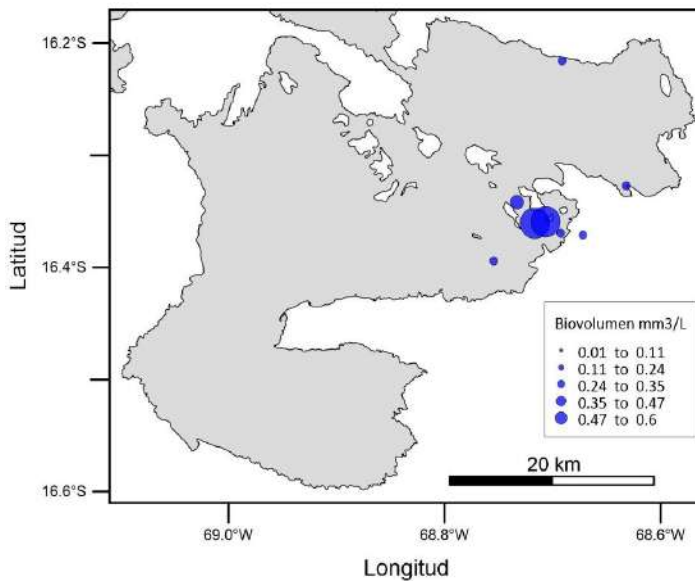 16.2°S
16.4°S
16.6°S
Latitud
Biovolumen mm3/L
0.01 to 0.11
0.11 to 0.24
0.24 to 0.35
0.35 to 0.47
0.47 to 0.6
20 km
69.0°W
68.8°W
68.6°W
Longitud